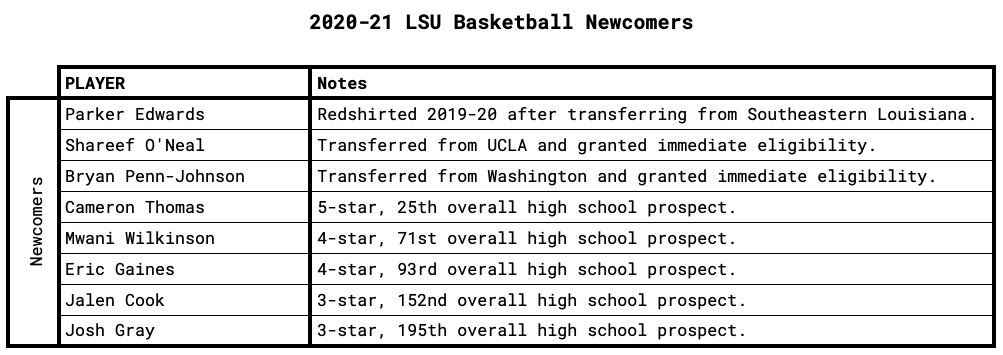 2020-21 LSU Basketball Newcomers
PLAYER Notes
Newcomers
Parker Edwards Redshirted 2019-20 after transferring from Southeastern Louisiana.
Shareef O'Neal Transferred from UCLA and granted immediate eligibility.
Bryan Penn-Johnson Transferred from Washington and granted immediate eligibility.
Cameron Thomas 5-star, 25th overall high school prospect.
Mwani Wilkinson 4-star, 71st overall high school prospect.
Eric Gaines 4-star, 93rd overall high school prospect.
Jalen Cook 3-star, 152nd overall high school prospect.
Josh Gray 3-star, 195th overall high school prospect.